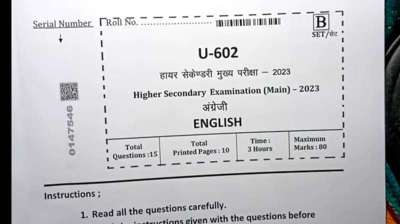 Serial Number
Roll No.
B
SET/सेट
U-602
हायर सेकेण्डरी मुख्य परीक्षा – 2023
Higher Secondary Examination (Main) – 2023
अंग्रेजी
ENGLISH
0147546
Total Questions :15
Total Printed Pages : 10
Time : 3 Hours
Maximum Marks : 80
Instructions ;
1. Read all the questions carefully.
instructions given with the questions before